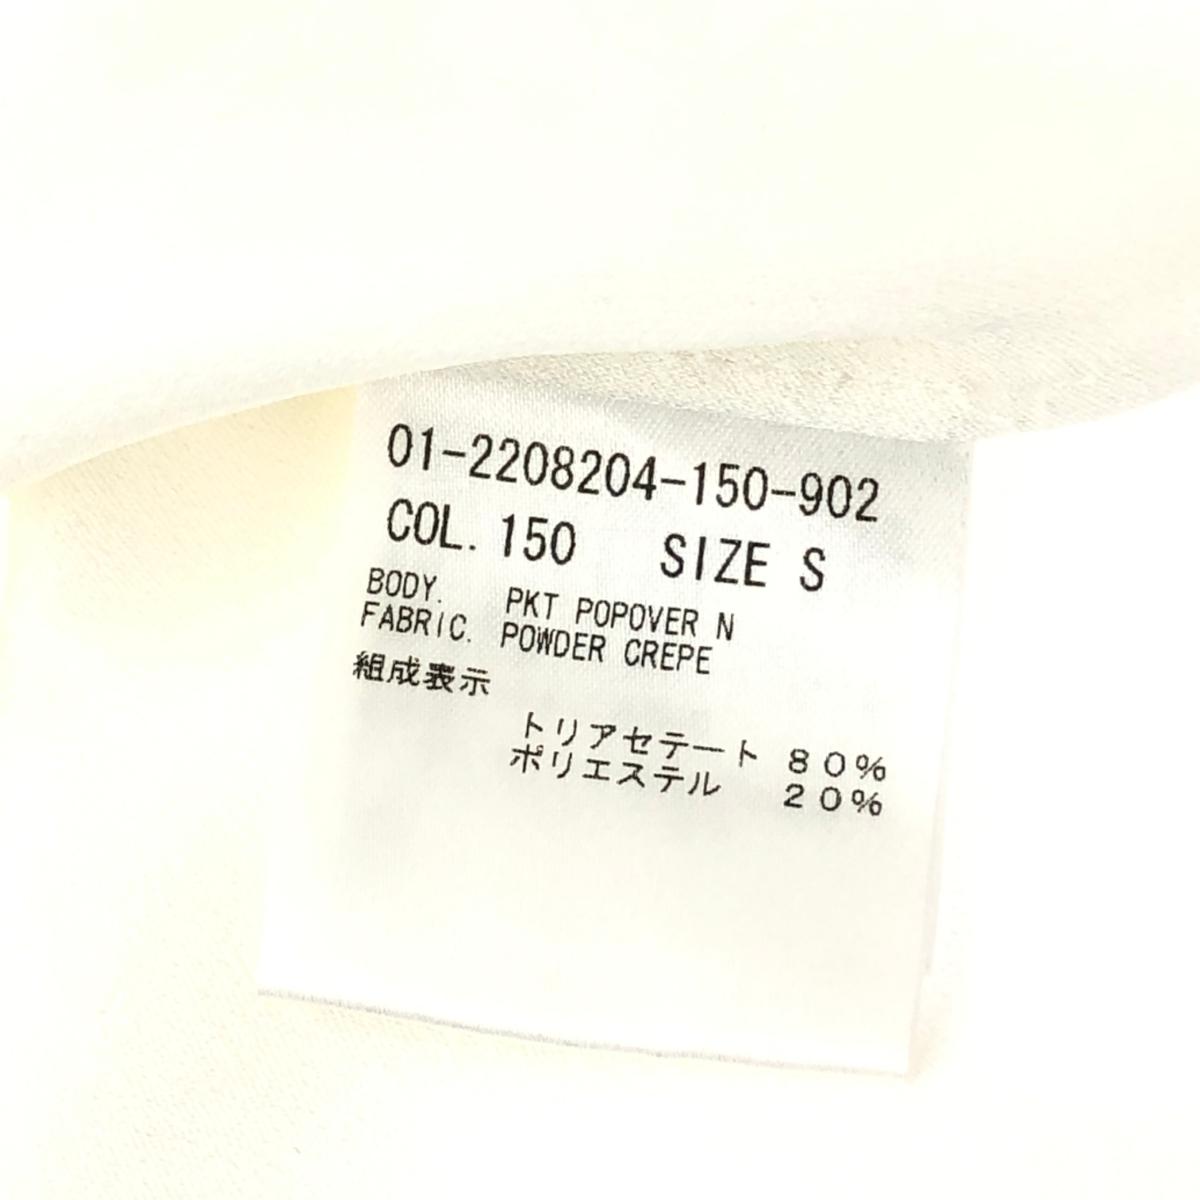 01-2208204-150-902
COL. 150 SIZE S
BODY. PKT POPOVER N
FABRIC. POWDER CREPE
組成表示
トリアセテート 80%
ポリエステル 20%